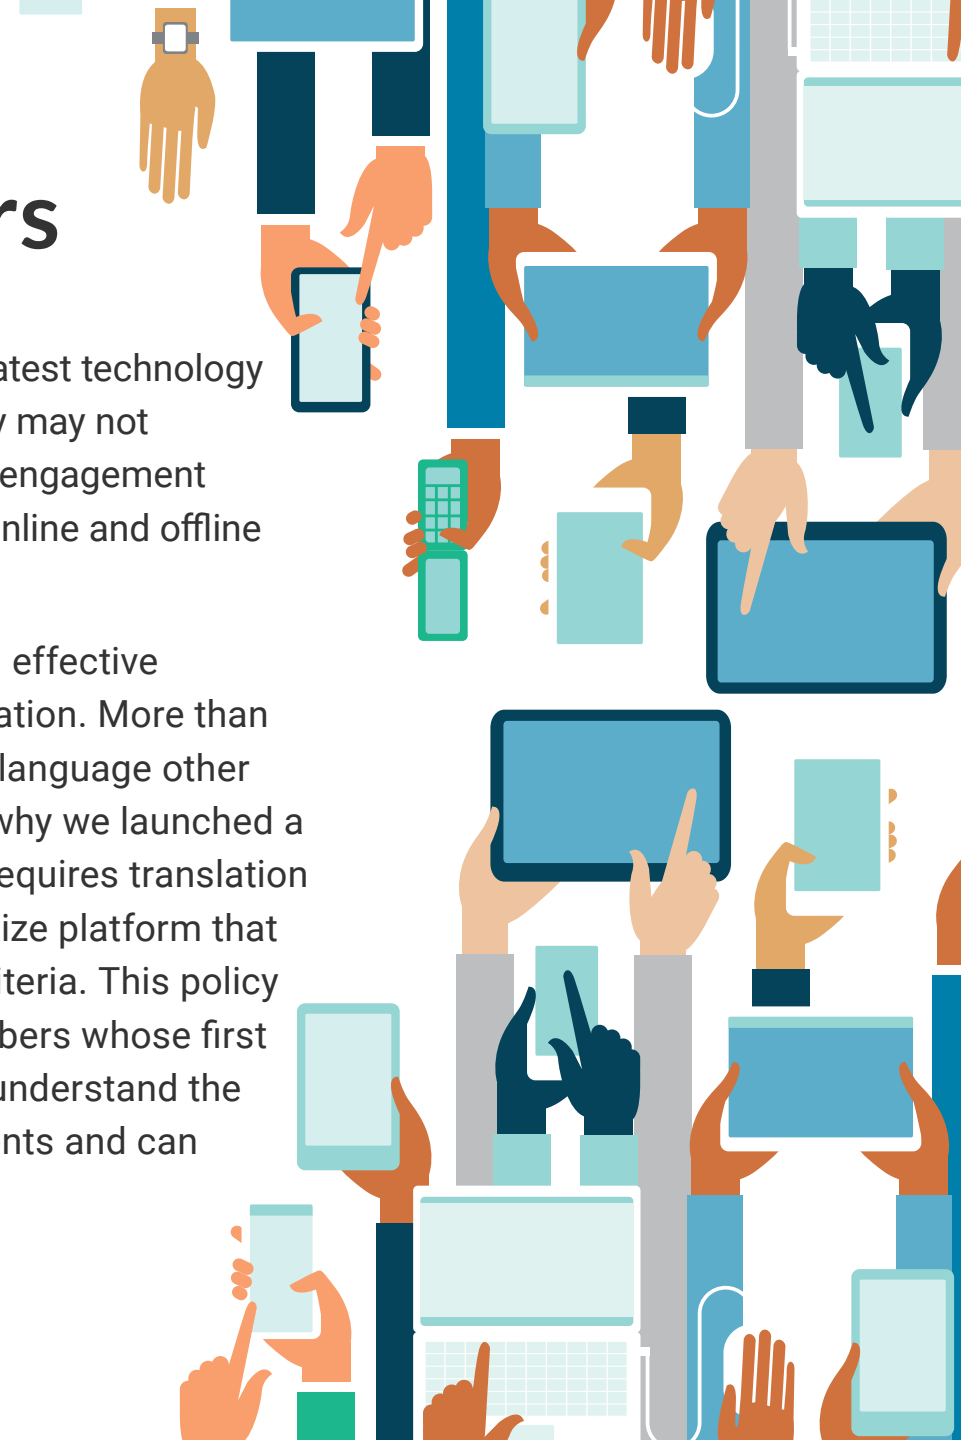 rs
atest technology
may not
engagement
nline and offline
effective
ation. More than
language other
why we launched a
equires translation
ize platform that
iteria. This policy
bers whose first
understand the
nts and can